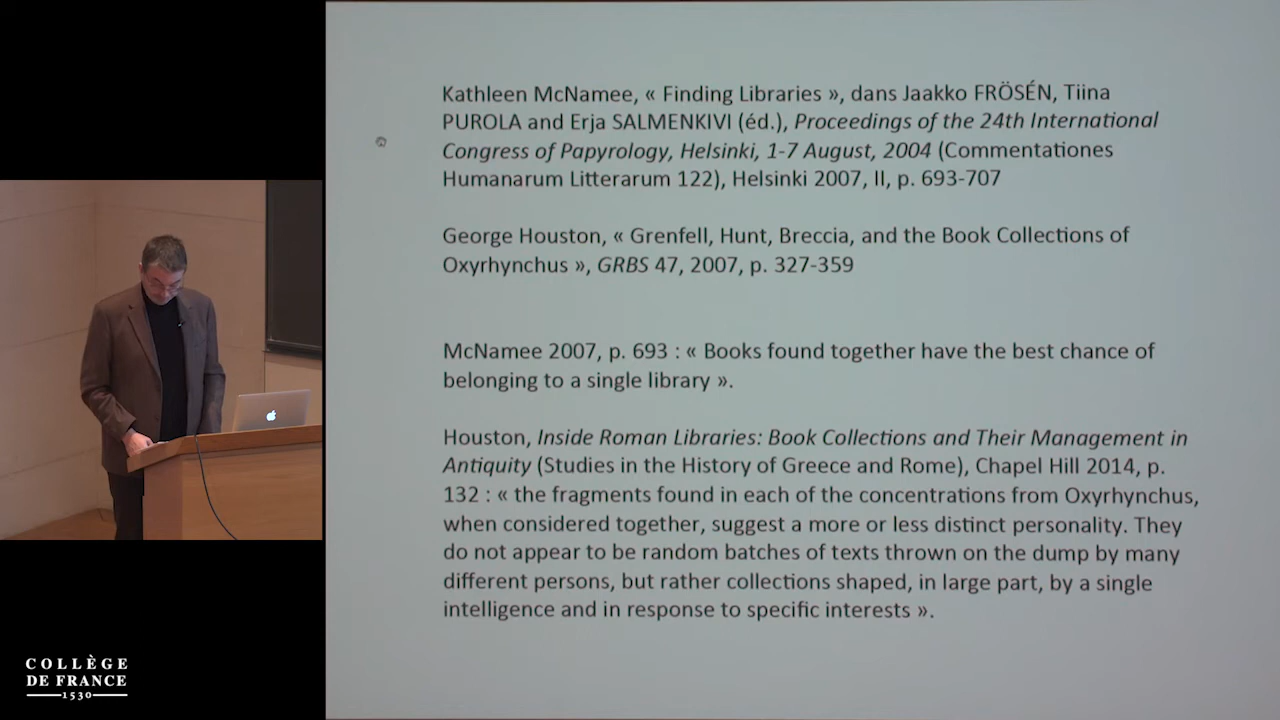 Kathleen McNamee, « Finding Libraries », dans Jaakko FRÖSÉN, Tiina
PUROLA and Erja SALMENKIVI (éd.), Proceedings of the 24th International
Congress of Papyrology, Helsinki, 1-7 August, 2004 (Commentationes
Humanarum Litterarum 122), Helsinki 2007, II, p. 693-707
George Houston, « Grenfell, Hunt, Breccia, and the Book Collections of
Oxyrhynchus », GRBS 47, 2007, p. 327-359
McNamee 2007, p. 693 : « Books found together have the best chance of
belonging to a single library ».
Houston, Inside Roman Libraries: Book Collections and Their Management in
Antiquity (Studies in the History of Greece and Rome), Chapel Hill 2014, p.
132 : « the fragments found in each of the concentrations from Oxyrhynchus,
when considered together, suggest a more or less distinct personality. They
do not appear to be random batches of texts thrown on the dump by many
different persons, but rather collections shaped, in large part, by a single
intelligence and in response to specific interests ».
COLLÈGE
DE FRANCE
1530